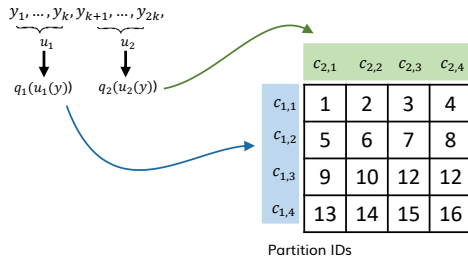 y₁, …, yₖ, yₖ₊₁, …, y₂ₖ,
u₁ u₂
q₁(u₁(y)) q₂(u₂(y))
c₂,₁ c₂,₂ c₂,₃ c₂,₄
c₁,₁ 1 2 3 4
c₁,₂ 5 6 7 8
c₁,₃ 9 10 12 12
c₁,₄ 13 14 15 16
Partition IDs